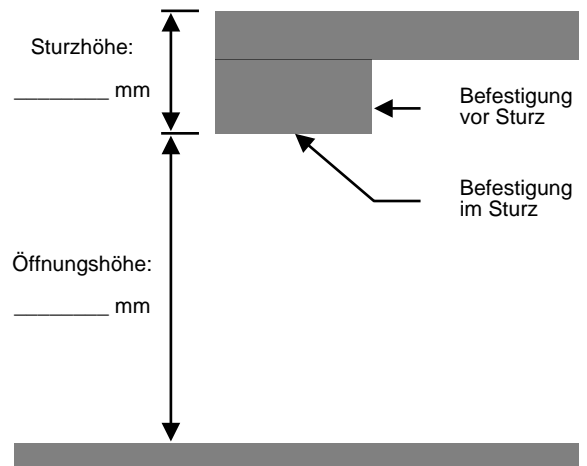 Sturzhöhe:
________ mm
Befestigung
vor Sturz
Befestigung
im Sturz
Öffnungshöhe:
________ mm